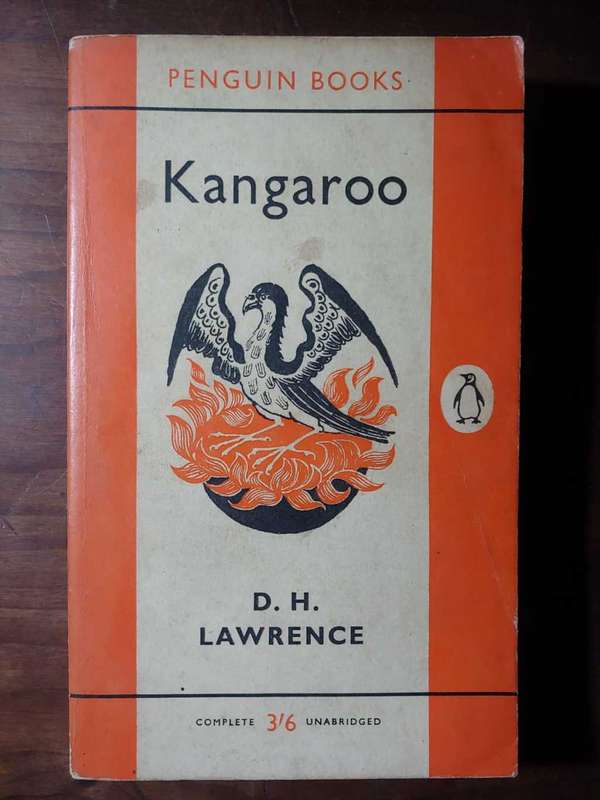 PENGUIN BOOKS
Kangaroo
D. H.
LAWRENCE
COMPLETE 3/6 UNABRIDGED